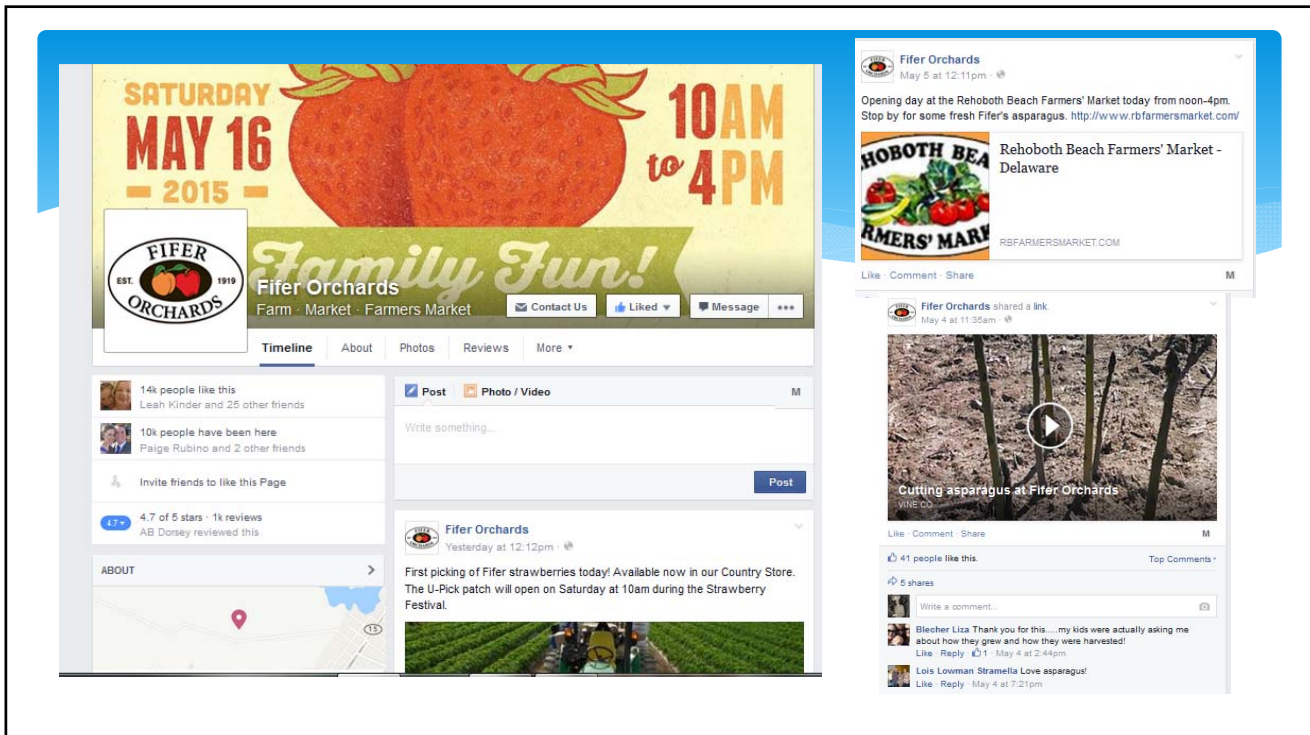 SATURDAY
MAY 16
2015
10AM
to 4PM
Family Fun!
FIFER
EST. 1919
ORCHARDS
Fifer Orchards
Farm · Market · Farmers Market
Contact Us
Liked
Message
Timeline
About
Photos
Reviews
More
14k people like this
Leah Kinder and 25 other friends
10k people have been here
Paige Rubino and 2 other friends
Invite friends to like this Page
4.7
4.7 of 5 stars · 1k reviews
AB Dorsey reviewed this
ABOUT
15
Post
Photo / Video
M
Write something...
Post
Fifer Orchards
Yesterday at 12:12pm ·
First picking of Fifer strawberries today! Available now in our Country Store.
The U-Pick patch will open on Saturday at 10am during the Strawberry
Festival.
Fifer Orchards
May 5 at 12:11pm ·
Opening day at the Rehoboth Beach Farmers' Market today from noon-4pm.
Stop by for some fresh Fifer's asparagus. http://www.rbfarmersmarket.com/
HOBOTH BEA
RMERS' MARK
Rehoboth Beach Farmers' Market -
Delaware
RBFARMERSMARKET.COM
Like · Comment · Share
M
Fifer Orchards shared a link.
May 4 at 11:35am ·
Cutting asparagus at Fifer Orchards
VINE.CO
Like · Comment · Share
M
41 people like this.
Top Comments
5 shares
Write a comment...
Blecher Liza Thank you for this.....my kids were actually asking me
about how they grew and how they were harvested!
Like · Reply · 1 · May 4 at 2:44pm
Lois Lowman Stramella Love asparagus!
Like · Reply · May 4 at 7:21pm